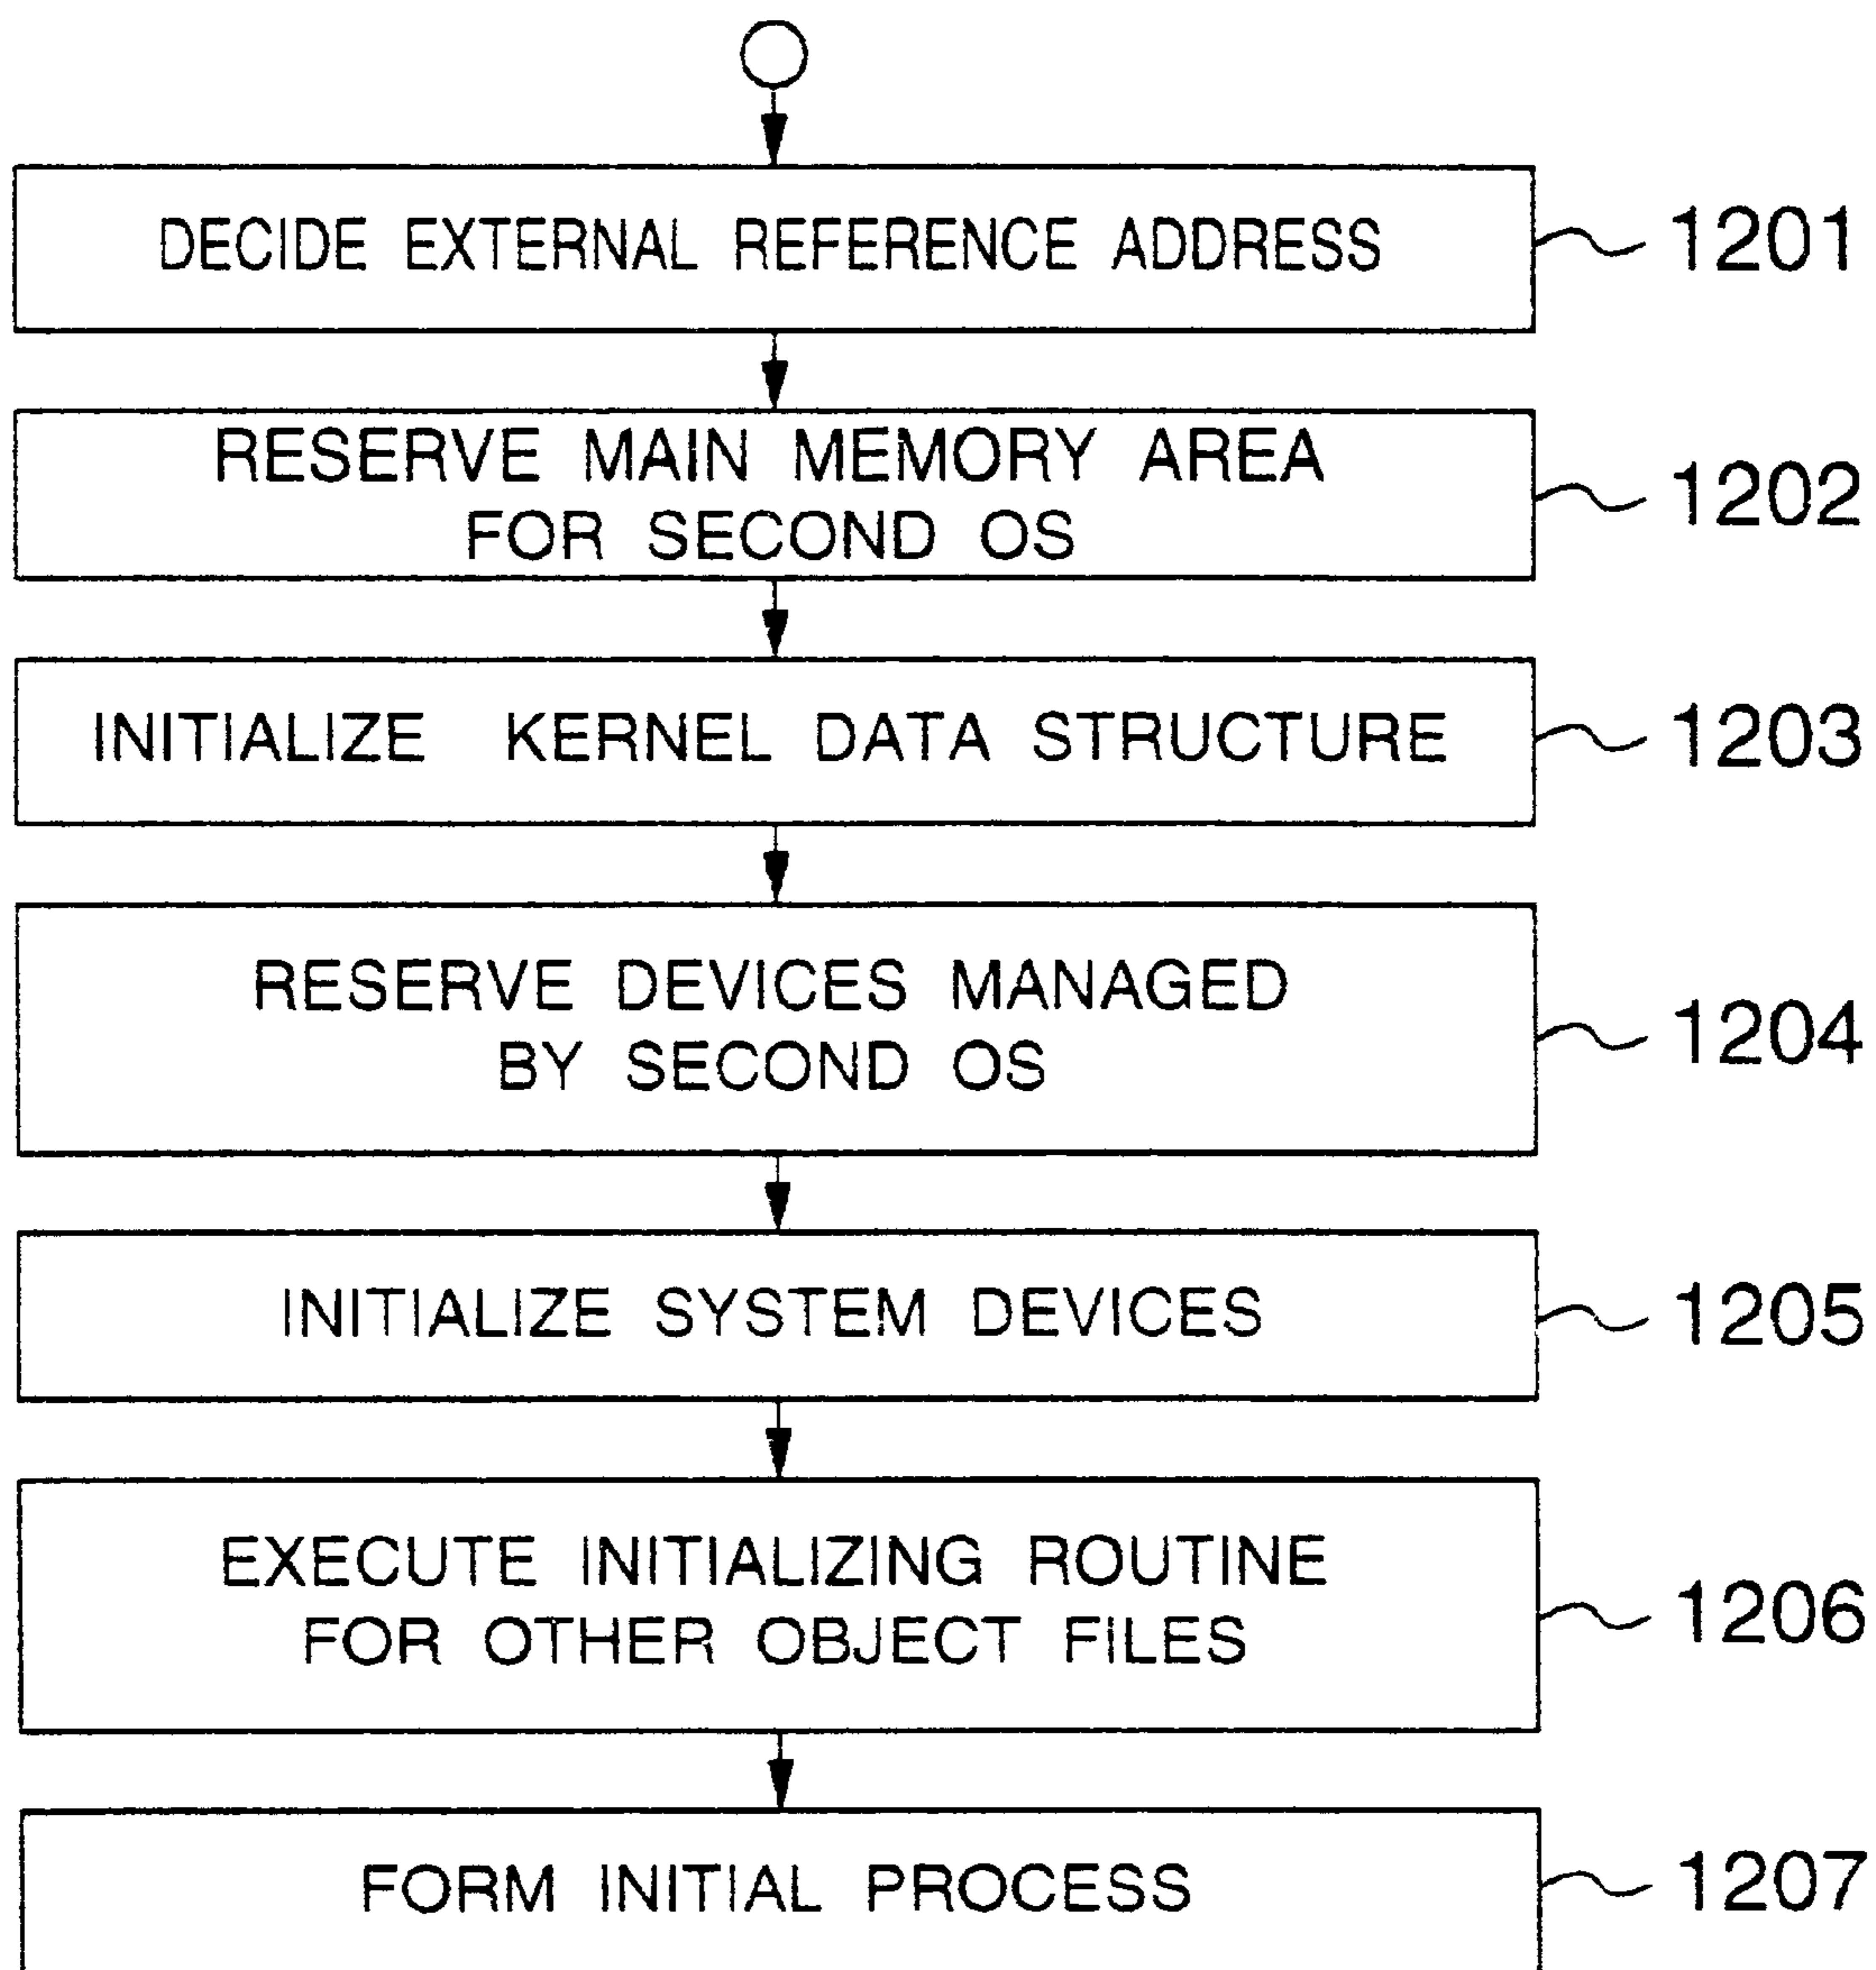 DECIDE EXTERNAL REFERENCE ADDRESS
1201
RESERVE MAIN MEMORY AREA
FOR SECOND OS
1202
INITIALIZE KERNEL DATA STRUCTURE
1203
RESERVE DEVICES MANAGED
BY SECOND OS
1204
INITIALIZE SYSTEM DEVICES
1205
EXECUTE INITIALIZING ROUTINE
FOR OTHER OBJECT FILES
1206
FORM INITIAL PROCESS
1207